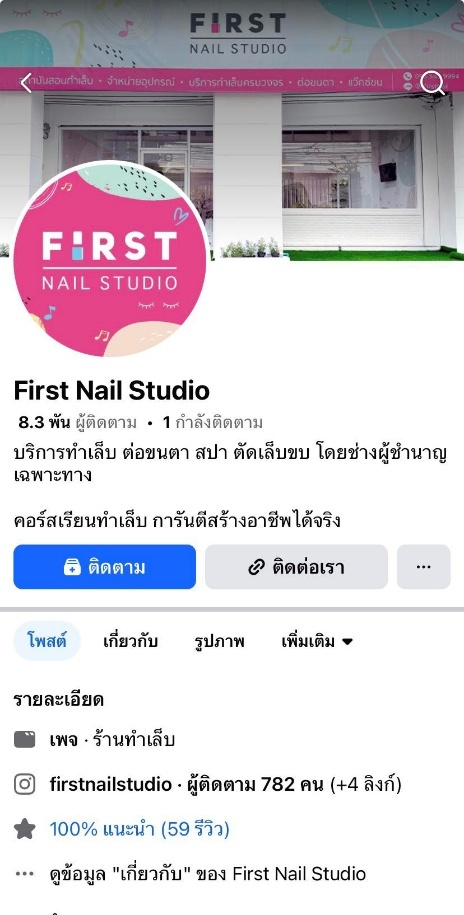 FIRST
NAIL STUDIO
สถาบันสอนทำเล็บ • จำหน่ายอุปกรณ์ • บริการทำเล็บครบวงจร • ต่อขนตา • แว๊กซ์ขน
FIRST
NAIL STUDIO
First Nail Studio
8.3 พัน ผู้ติดตาม • 1 กำลังติดตาม
บริการทำเล็บ ต่อขนตา สปา ตัดเล็บขบ โดยช่างผู้ชำนาญ
เฉพาะทาง
คอร์สเรียนทำเล็บ การันตีสร้างอาชีพได้จริง
ติดตาม
ติดต่อเรา
โพสต์ เกี่ยวกับ รูปภาพ เพิ่มเติม
รายละเอียด
เพจ · ร้านทำเล็บ
firstnailstudio · ผู้ติดตาม 782 คน (+4 ลิงก์)
100% แนะนำ (59 รีวิว)
ดูข้อมูล "เกี่ยวกับ" ของ First Nail Studio